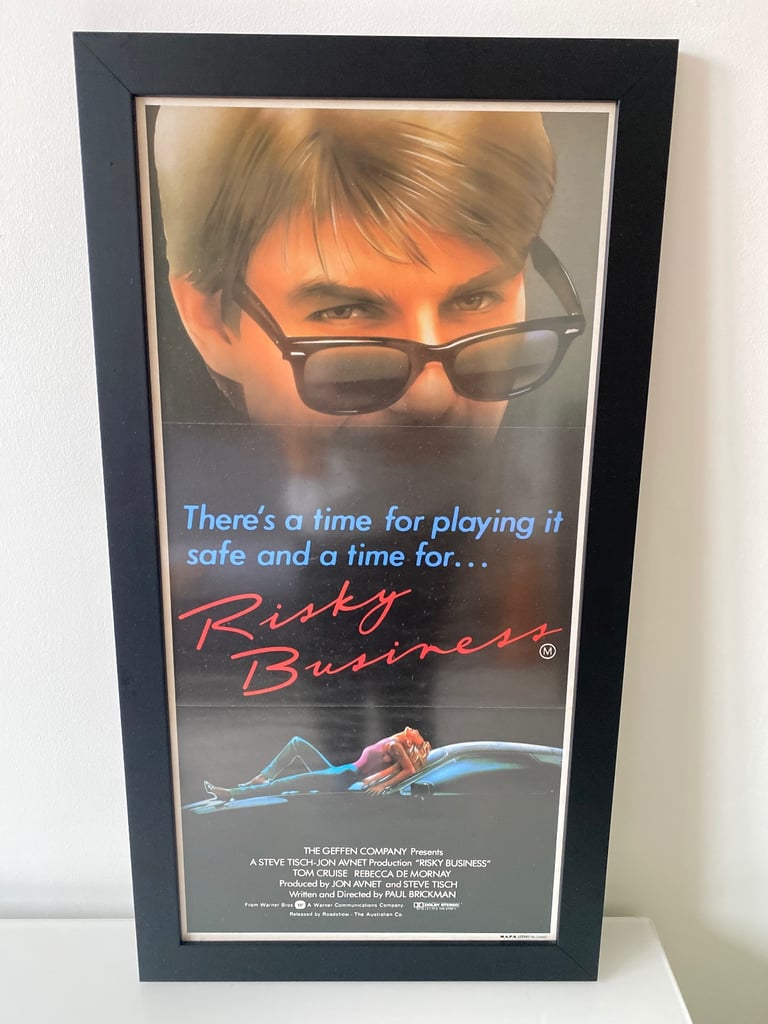 There's a time for playing it
safe and a time for...
Risky
Business
M
THE GEFFEN COMPANY Presents
A STEVE TISCH-JON AVNET Production "RISKY BUSINESS"
TOM CRUISE REBECCA DE MORNAY
Produced by JON AVNET and STEVE TISCH
Written and Directed by PAUL BRICKMAN
From Warner Bros A Warner Communications Company DOLBY STEREO
Released by Roadshow - The Australian Co.
M.A.P.S.